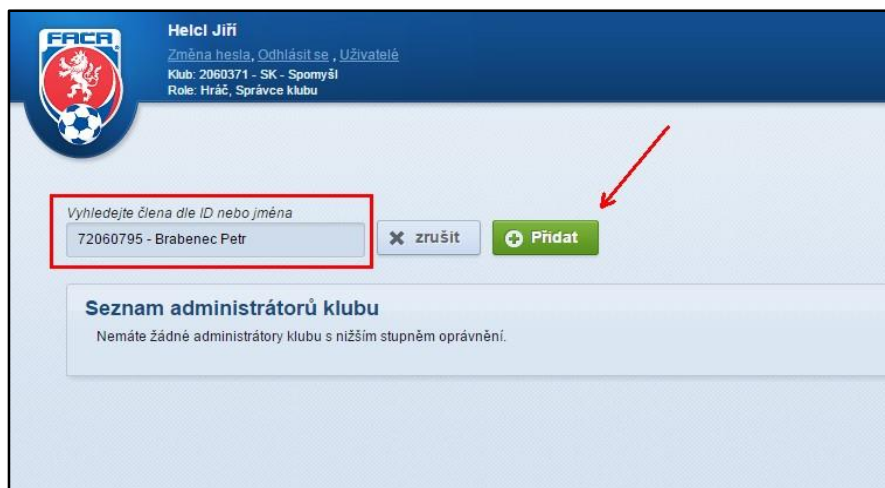 FACR
Helcl Jiří
Změna hesla, Odhlásit se , Uživatelé
Klub: 2060371 - SK - Spomyšl
Role: Hráč, Správce klubu
Vyhledejte člena dle ID nebo jména
72060795 - Brabenec Petr
zrušit
Přidat
Seznam administrátorů klubu
Nemáte žádné administrátory klubu s nižším stupněm oprávnění.